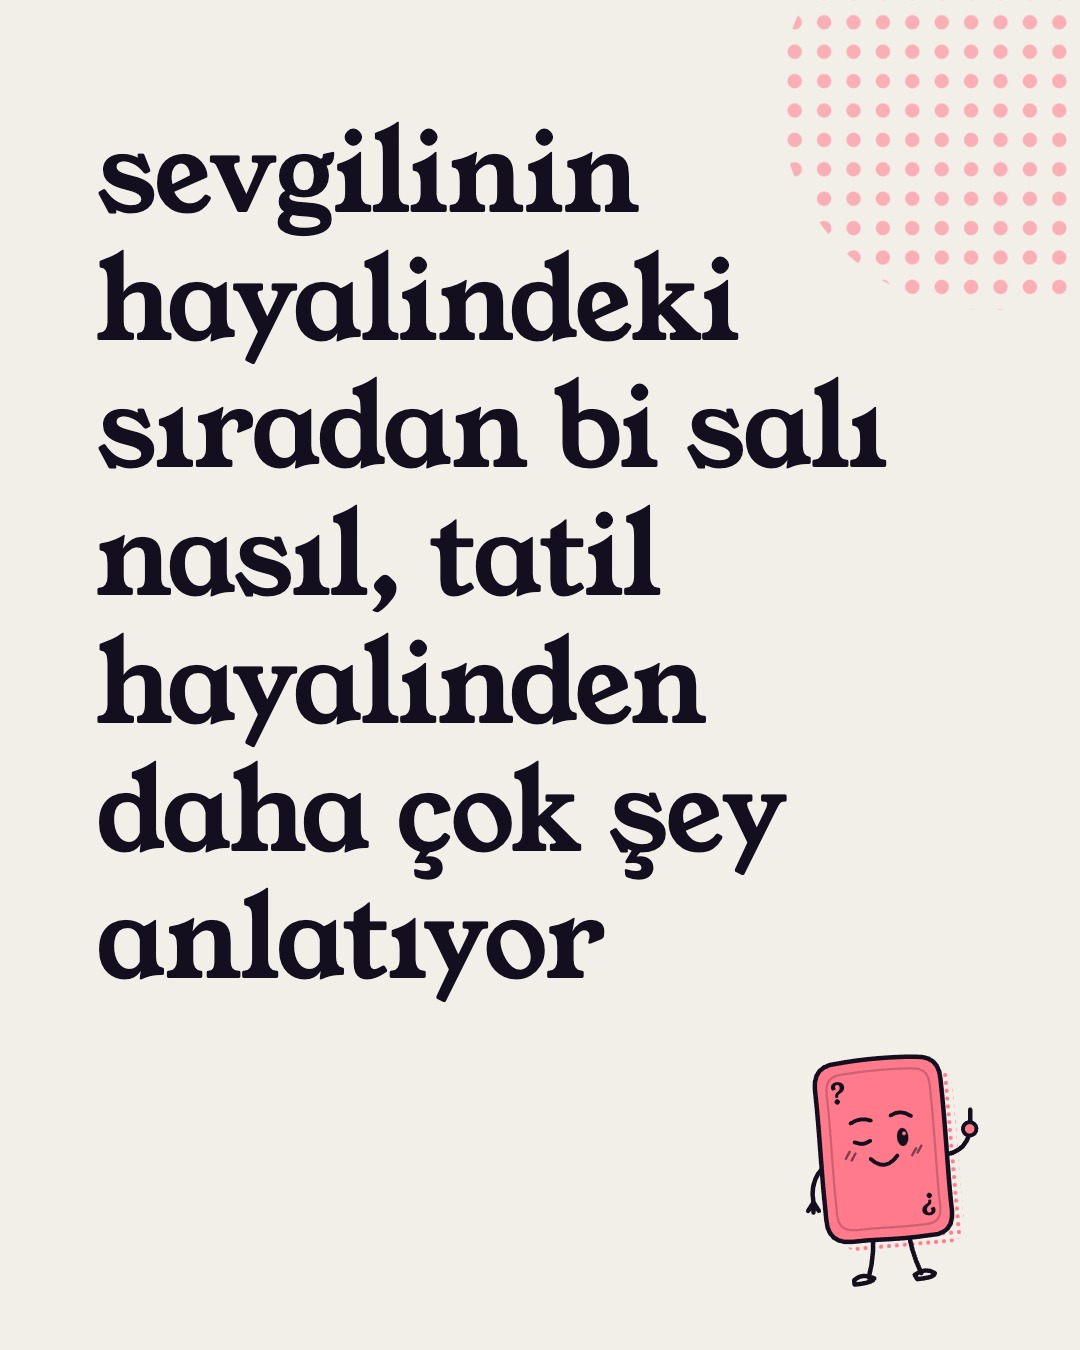 sevgilinin
hayalindeki
sıradan bi salı
nasıl, tatil
hayalinden
daha çok şey
anlatıyor
?
?